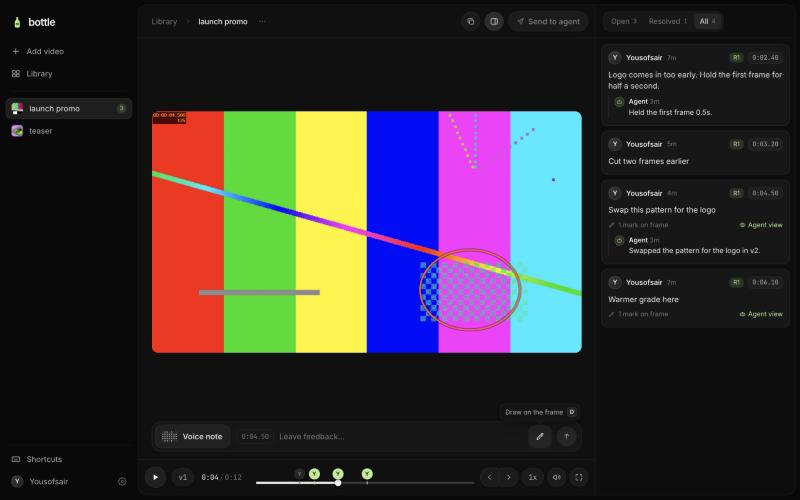 bottle
Add video
Library
launch promo 3
teaser
Shortcuts
Y Yousofsair
Library > launch promo ...
Send to agent
Draw on the frame D
Voice note 0:04.50 Leave feedback...
Y Y Y Y
v1 0:04 / 0:12 1x
Open 3 Resolved 1 All 4
Y Yousofsair 7m R1 0:02.40
Logo comes in too early. Hold the first frame for
half a second.
Agent 3m
Held the first frame 0.5s.
Y Yousofsair 5m R1 0:03.20
Cut two frames earlier
Y Yousofsair 4m R1 0:04.50
Swap this pattern for the logo
1 mark on frame Agent view
Agent 3m
Swapped the pattern for the logo in v2.
Y Yousofsair 7m R1 0:06.10
Warmer grade here
1 mark on frame Agent view